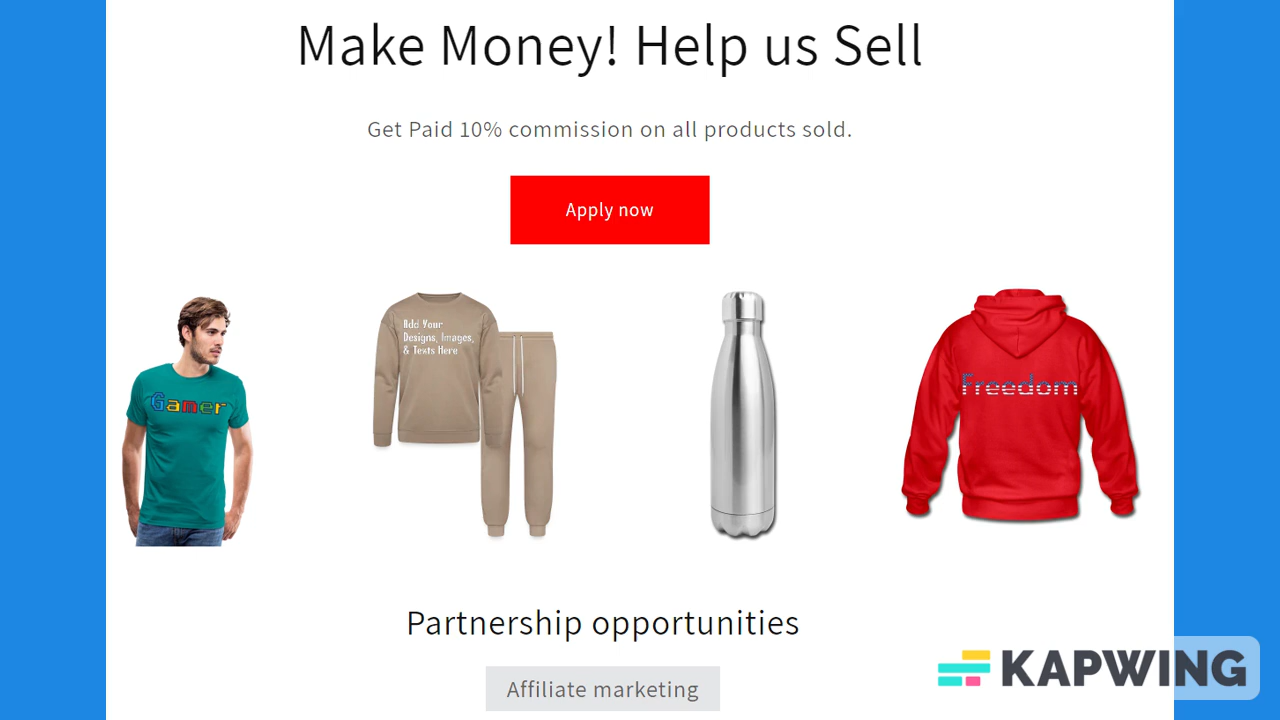 Make Money! Help us Sell
Get Paid 10% commission on all products sold.
Apply now
Gamer
Add Your
Designs, Images,
& Texts Here
Freedom
Partnership opportunities
Affiliate marketing
KAPWING